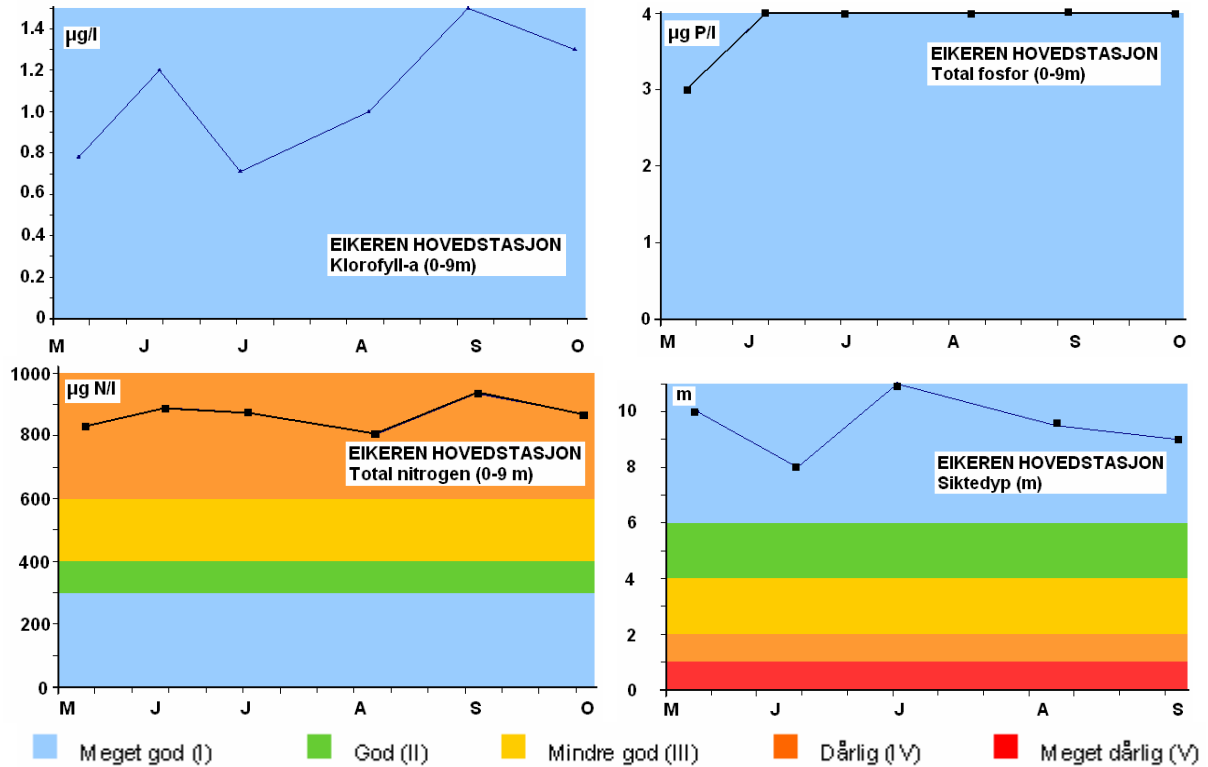 µg/l
1.4
1.2
1.0
0.8
0.6
0.4
0.2
0
EIKEREN HOVEDSTASJON
Klorofyll-a (0-9m)
M J J A S O
µg P/l
4
3
2
1
0
EIKEREN HOVEDSTASJON
Total fosfor (0-9m)
M J J A S O
µg N/l
1000
800
600
400
200
0
EIKEREN HOVEDSTASJON
Total nitrogen (0-9 m)
M J J A S O
m
10
8
6
4
2
0
EIKEREN HOVEDSTASJON
Siktedyp (m)
M J J A S
Meget god (I) God (II) Mindre god (III) Dårlig (IV) Meget dårlig (V)